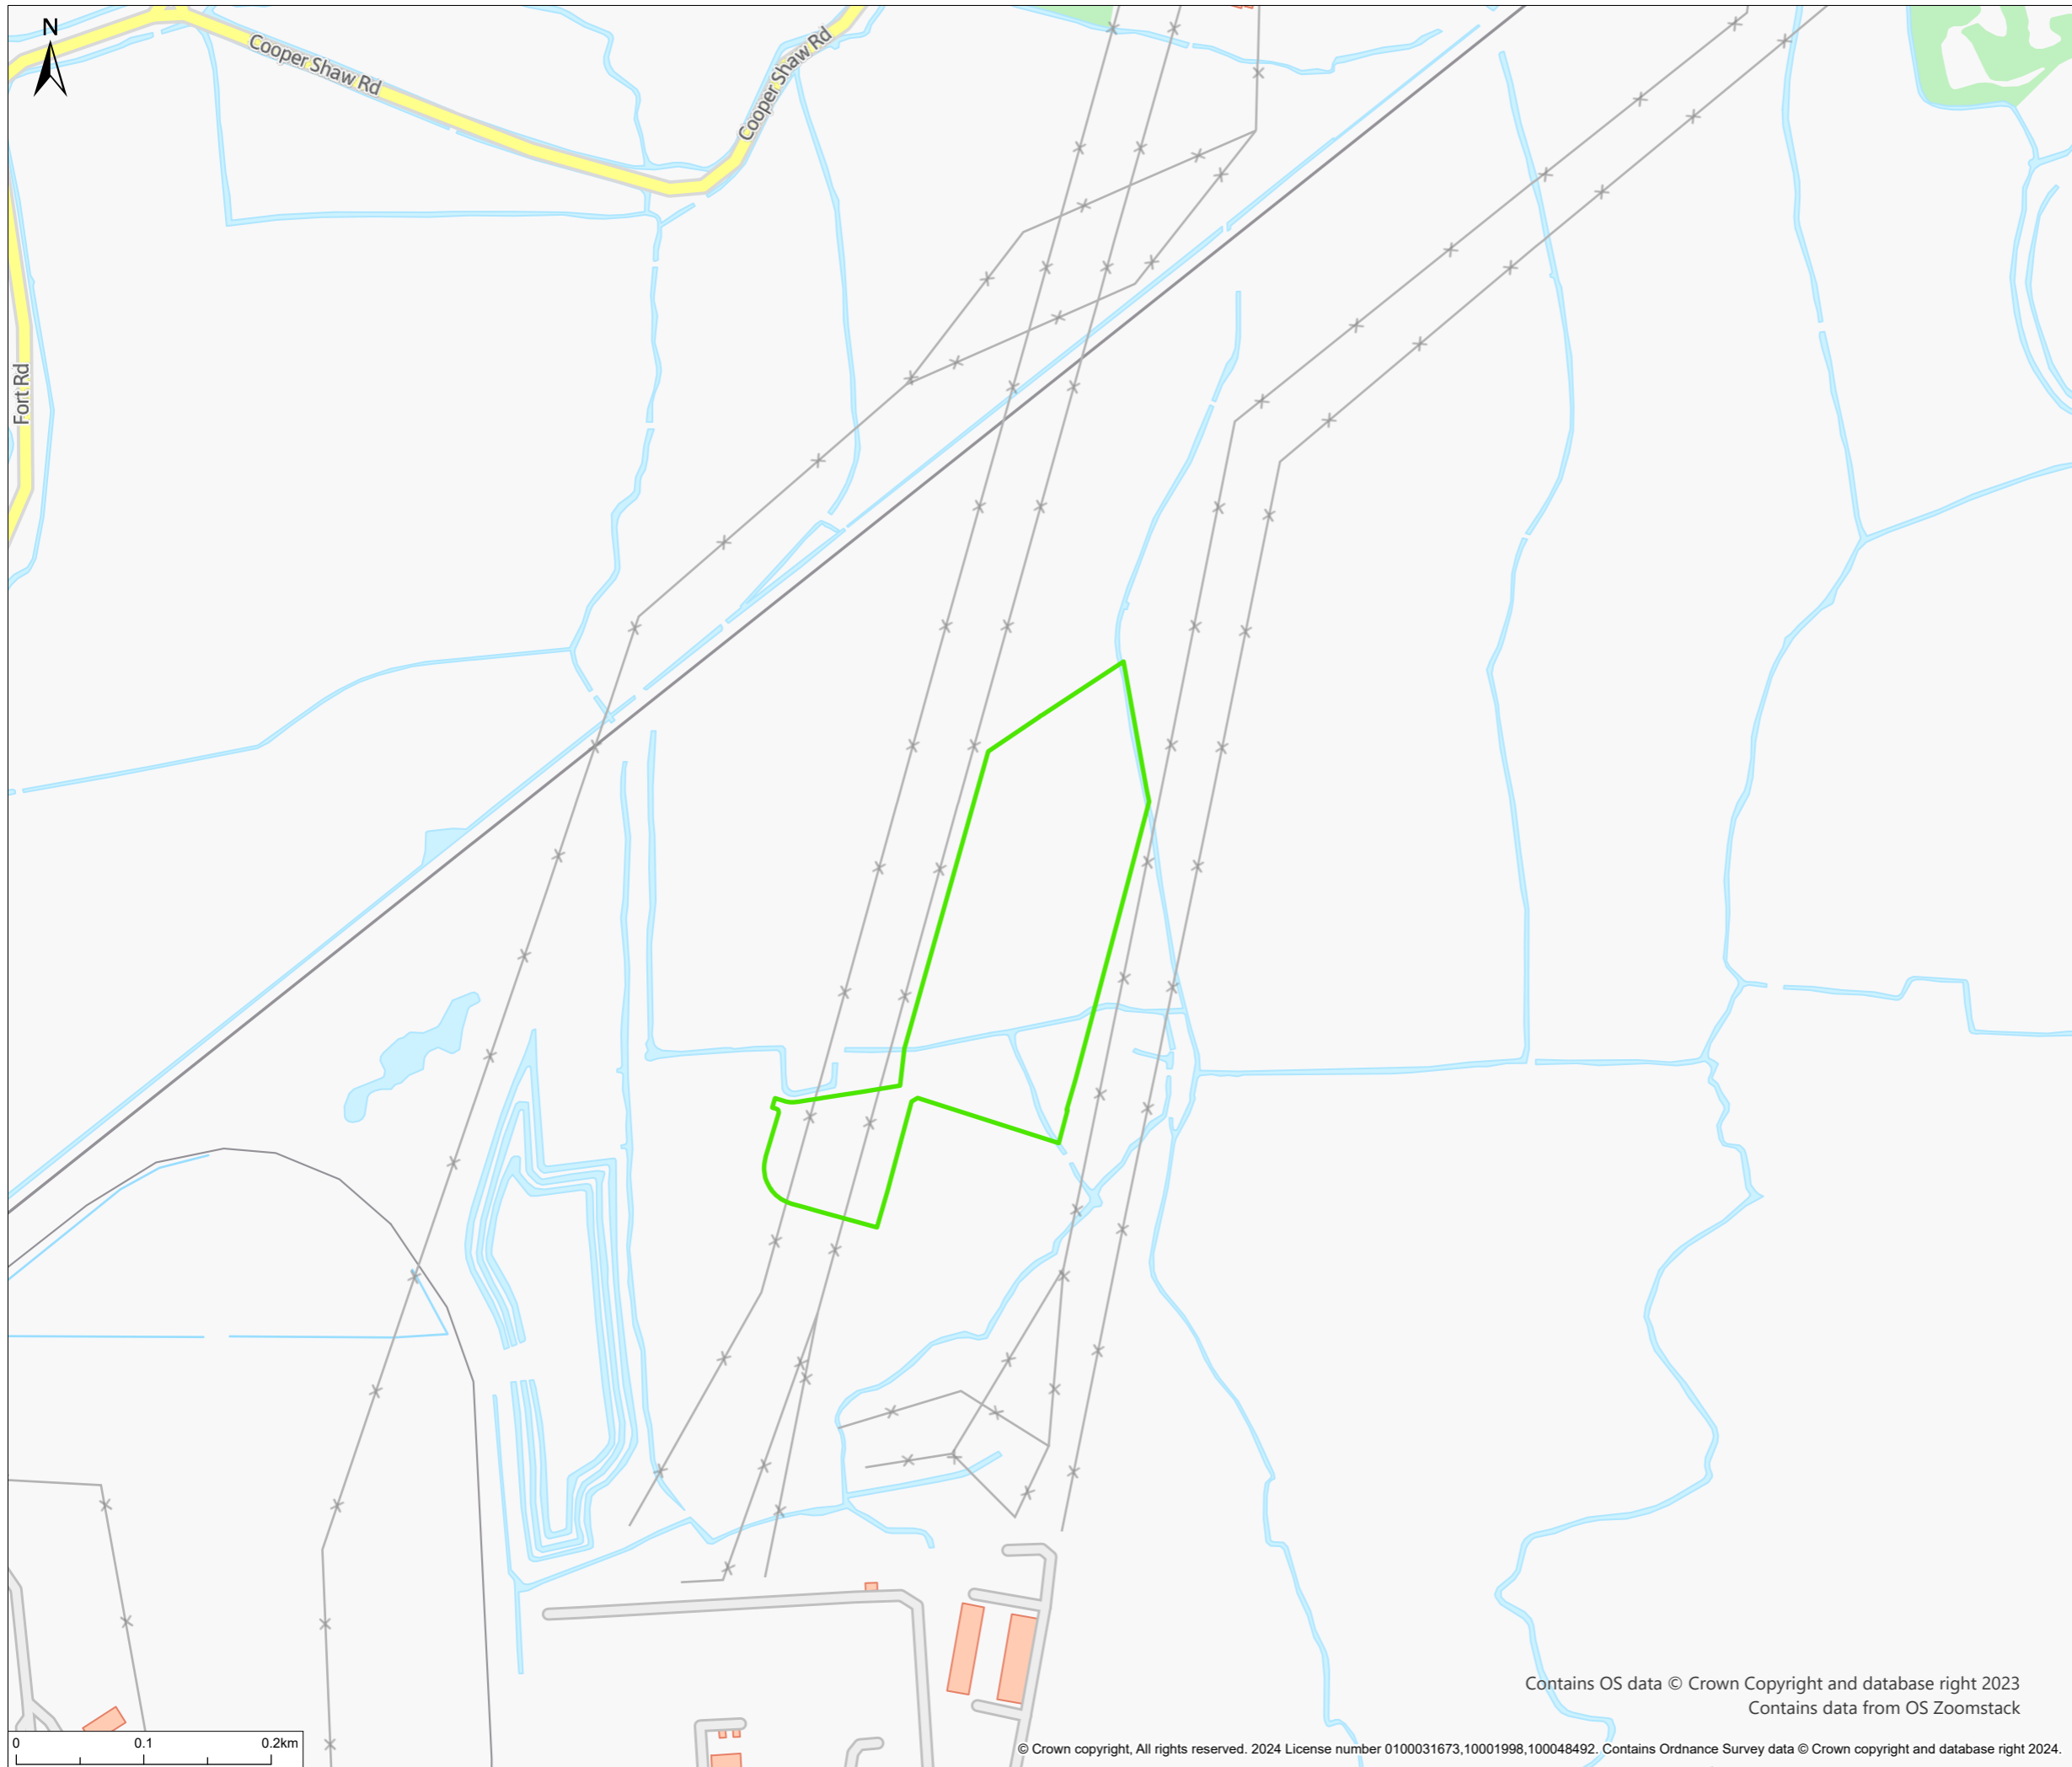 N
Cooper Shaw Rd
Cooper Shaw Rd
Fort Rd
Contains OS data © Crown Copyright and database right 2023
Contains data from OS Zoomstack
0 0.1 0.2km
© Crown copyright, All rights reserved. 2024 License number 0100031673,10001998,100048492. Contains Ordnance Survey data © Crown copyright and database right 2024.